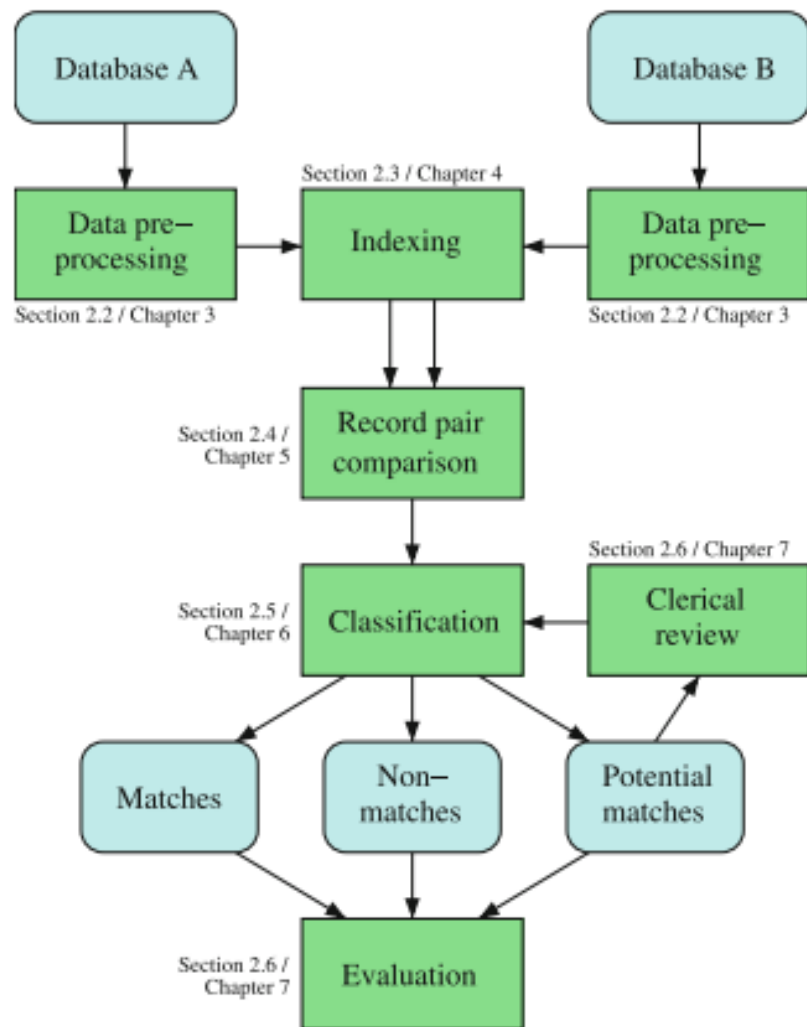 Database A
Database B
Section 2.3 / Chapter 4
Data pre–
processing
Indexing
Data pre–
processing
Section 2.2 / Chapter 3
Section 2.2 / Chapter 3
Section 2.4 /
Chapter 5
Record pair
comparison
Section 2.6 / Chapter 7
Section 2.5 /
Chapter 6
Classification
Clerical
review
Matches
Non–
matches
Potential
matches
Section 2.6 /
Chapter 7
Evaluation